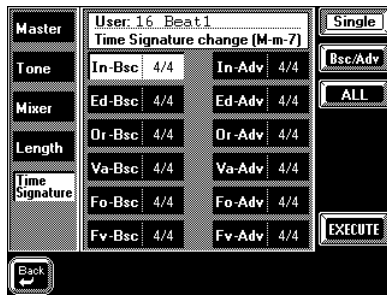 Master
Tone
Mixer
Length
Time
Signature
User: 16 Beat1
Time Signature change (M-m-7)
In-Bsc 4/4 In-Adv 4/4
Ed-Bsc 4/4 Ed-Adv 4/4
Or-Bsc 4/4 Or-Adv 4/4
Va-Bsc 4/4 Va-Adv 4/4
Fo-Bsc 4/4 Fo-Adv 4/4
Fv-Bsc 4/4 Fv-Adv 4/4
Single
Bsc/Adv
ALL
EXECUTE
Back